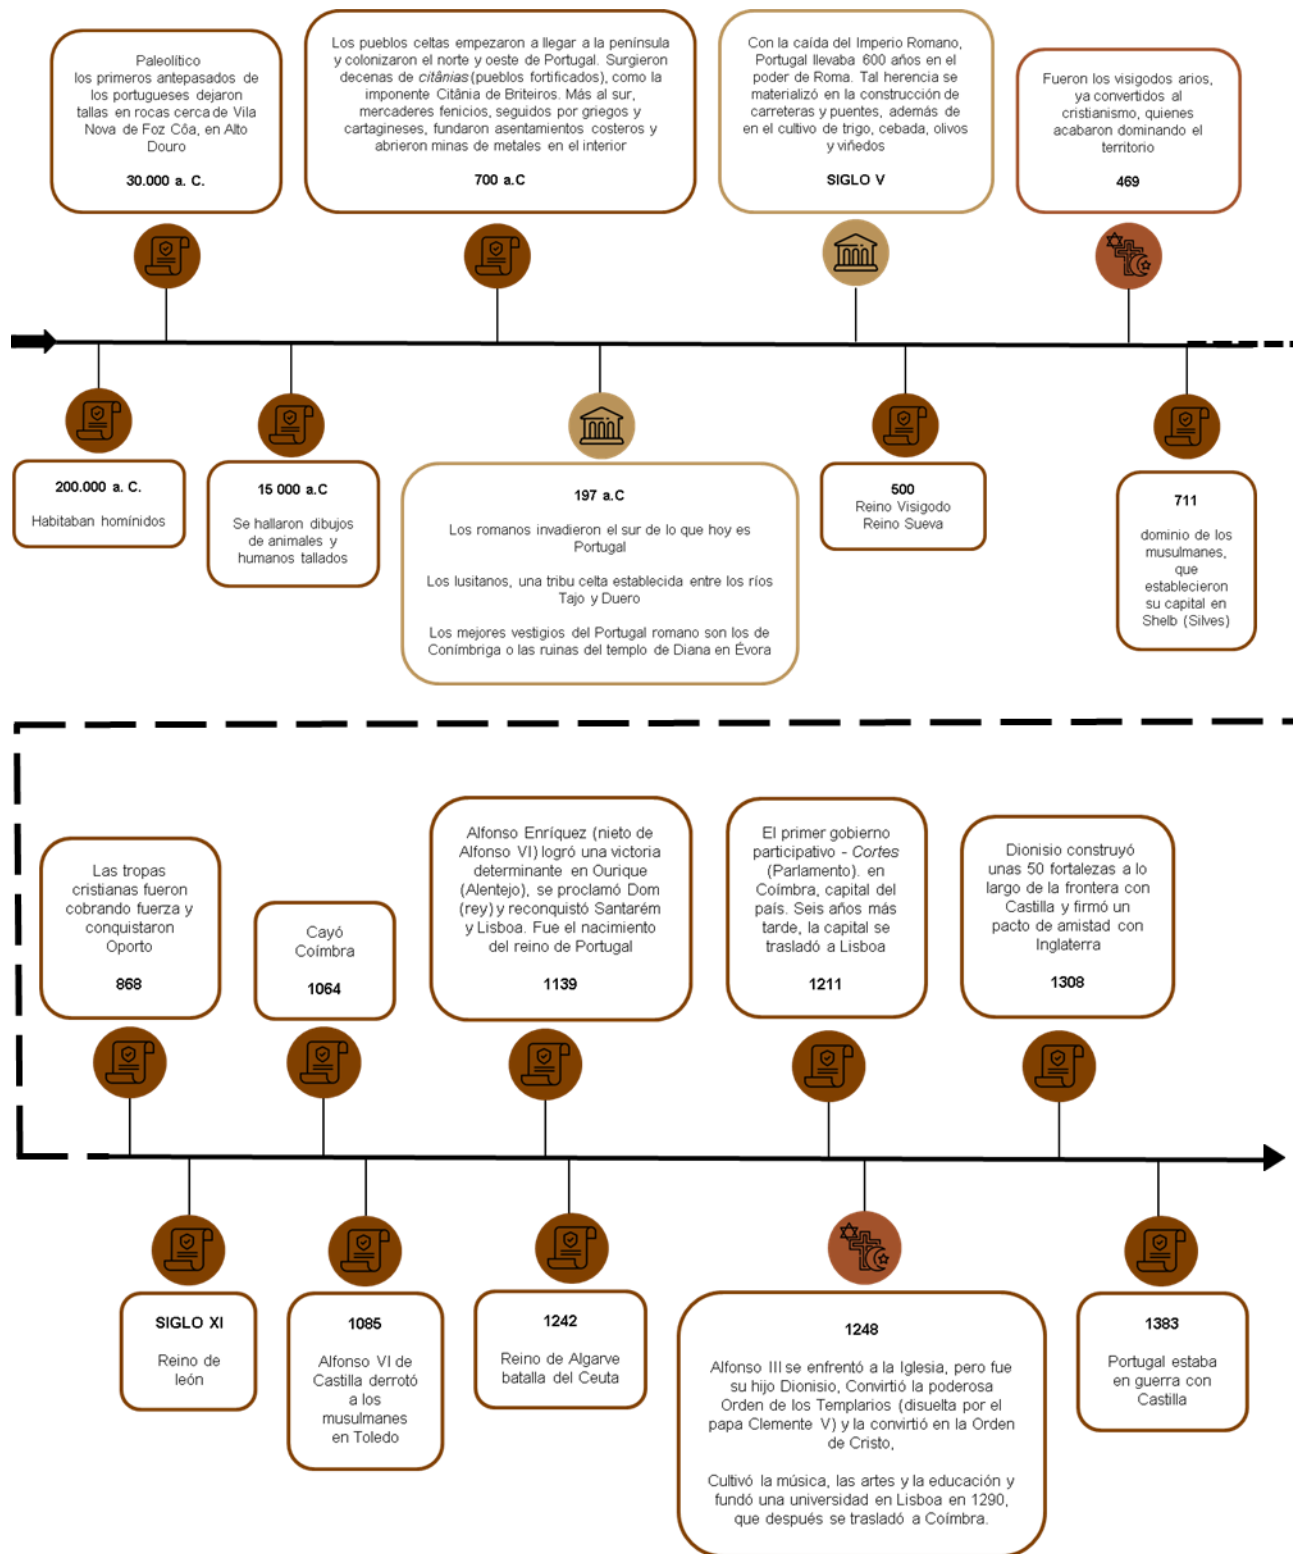 Paleolítico
los primeros antepasados de
los portugueses dejaron
tallas en rocas cerca de Vila
Nova de Foz Côa, en Alto
Douro
30.000 a. C.
Los pueblos celtas empezaron a llegar a la península
y colonizaron el norte y oeste de Portugal. Surgieron
decenas de citânias (pueblos fortificados), como la
imponente Citânia de Briteiros. Más al sur,
mercaderes fenicios, seguidos por griegos y
cartagineses, fundaron asentamientos costeros y
abrieron minas de metales en el interior
700 a.C
Con la caída del Imperio Romano,
Portugal llevaba 600 años en el
poder de Roma. Tal herencia se
materializó en la construcción de
carreteras y puentes, además de
en el cultivo de trigo, cebada, olivos
y viñedos
SIGLO V
Fueron los visigodos arios,
ya convertidos al
cristianismo, quienes
acabaron dominando el
territorio
469
200.000 a. C.
Habitaban homínidos
15 000 a.C
Se hallaron dibujos
de animales y
humanos tallados
197 a.C
Los romanos invadieron el sur de lo que hoy es
Portugal
Los lusitanos, una tribu celta establecida entre los ríos
Tajo y Duero
Los mejores vestigios del Portugal romano son los de
Conímbriga o las ruinas del templo de Diana en Évora
500
Reino Visigodo
Reino Sueva
711
dominio de los
musulmanes,
que
establecieron
su capital en
Shelb (Silves)
Las tropas
cristianas fueron
cobrando fuerza y
conquistaron
Oporto
868
Cayó
Coímbra
1064
Alfonso Enríquez (nieto de
Alfonso VI) logró una victoria
determinante en Ourique
(Alentejo), se proclamó Dom
(rey) y reconquistó Santarém
y Lisboa. Fue el nacimiento
del reino de Portugal
1139
El primer gobierno
participativo - Cortes
(Parlamento). en
Coímbra, capital del
país. Seis años más
tarde, la capital se
trasladó a Lisboa
1211
Dionisio construyó
unas 50 fortalezas a lo
largo de la frontera con
Castilla y firmó un
pacto de amistad con
Inglaterra
1308
SIGLO XI
Reino de
león
1085
Alfonso VI de
Castilla derrotó
a los
musulmanes
en Toledo
1242
Reino de Algarve
batalla del Ceuta
1248
Alfonso III se enfrentó a la Iglesia, pero fue
su hijo Dionisio, Convirtió la poderosa
Orden de los Templarios (disuelta por el
papa Clemente V) y la convirtió en la Orden
de Cristo,
Cultivó la música, las artes y la educación y
fundó una universidad en Lisboa en 1290,
que después se trasladó a Coímbra.
1383
Portugal estaba
en guerra con
Castilla